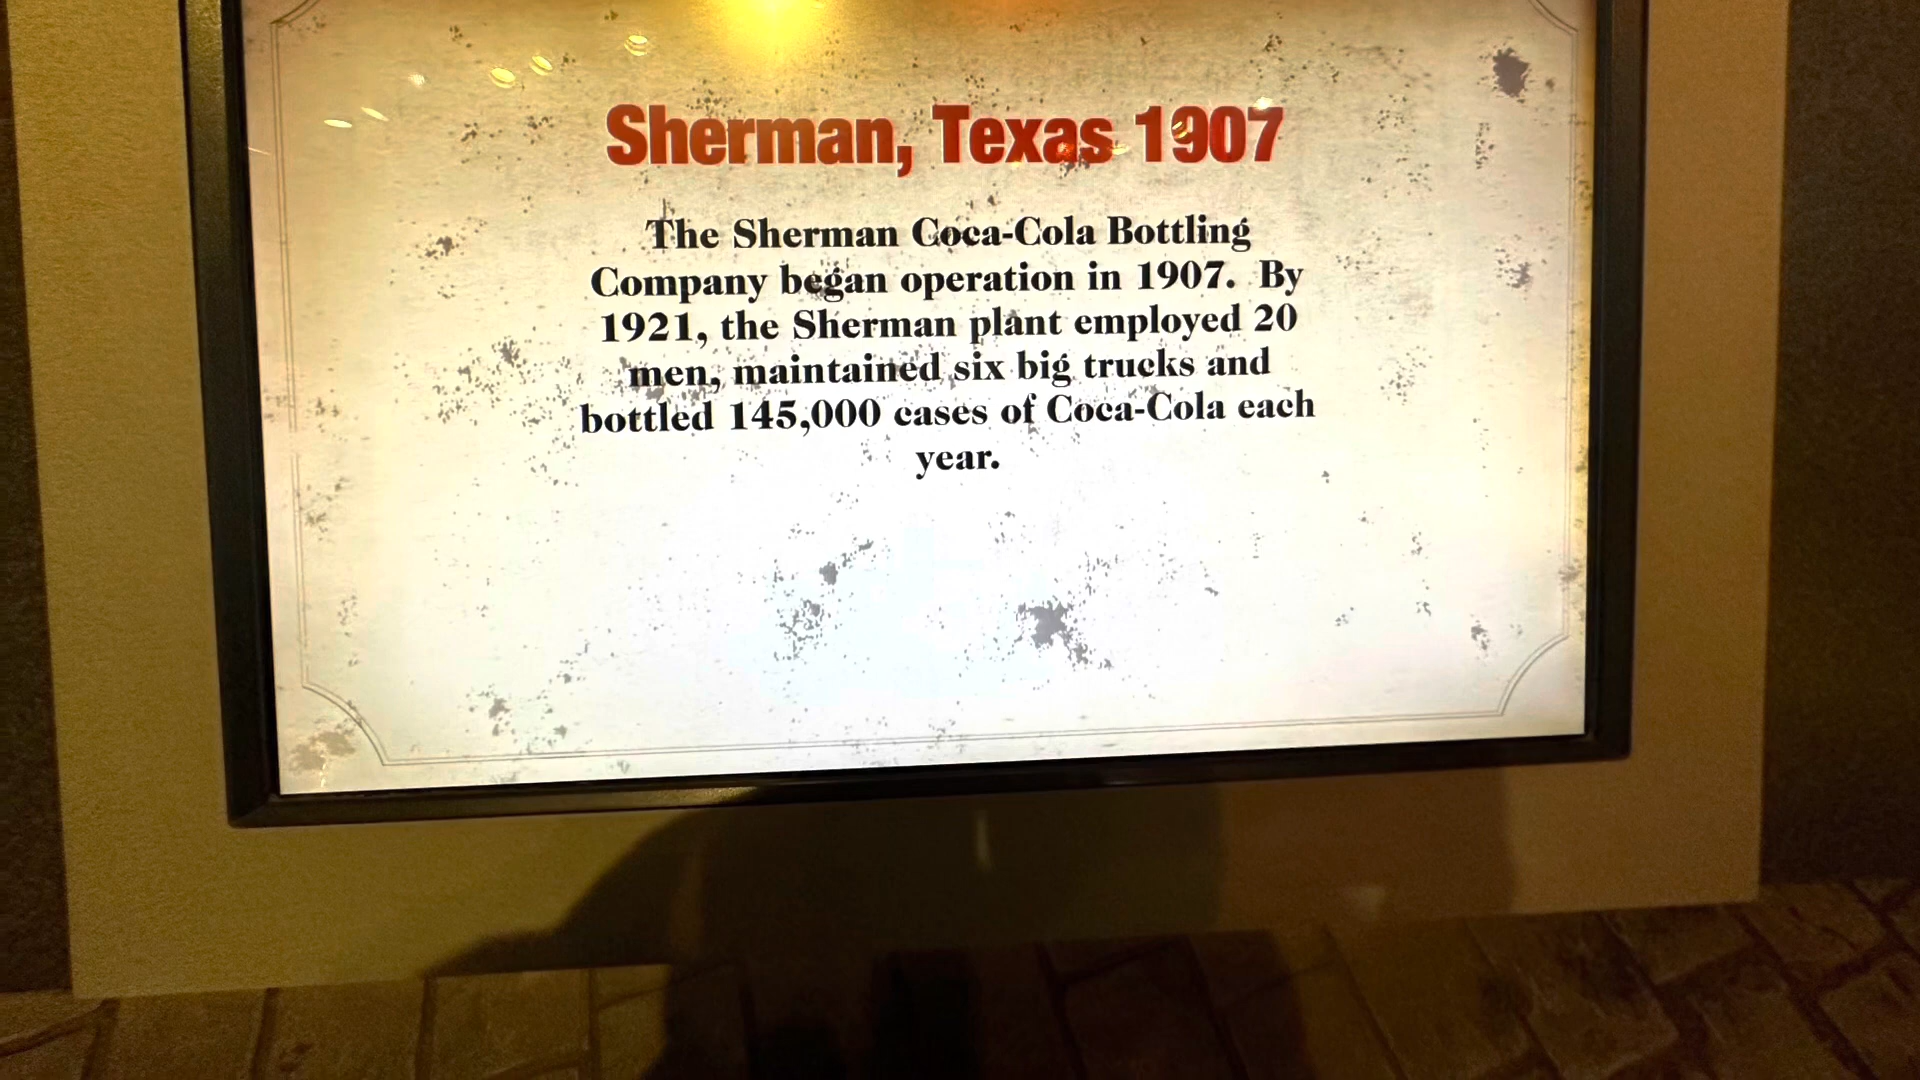 Sherman, Texas 1907
The Sherman Coca-Cola Bottling
Company began operation in 1907.  By
1921, the Sherman plant employed 20
men, maintained six big trucks and
bottled 145,000 cases of Coca-Cola each
year.